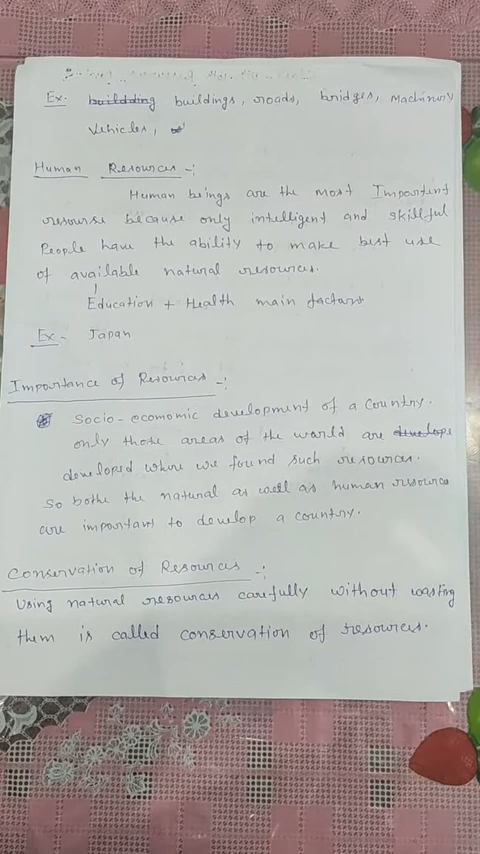 Ex. building buildings, roads, bridges, Machinary
Vehicles,
Human Resources -:
Human beings are the most Important
resourse because only intelligent and skillful
People have the ability to make best use
of available natural resources.
Education + Health main factors
Ex- Japan
Importance of Resources -:
Socio-economic development of a country.
only those areas of the world are develope
developed where we found such resources.
So bothe the natural as well as human resource
are important to develop a country.
Conservation of Resources -:
Using natural resources carefully without wasting
them is called conservation of resources.